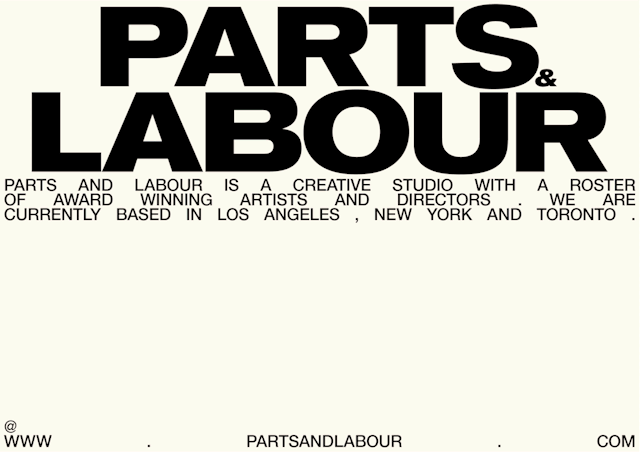 PARTS &
LABOUR
PARTS AND LABOUR IS A CREATIVE STUDIO WITH A ROSTER
OF AWARD WINNING ARTISTS AND DIRECTORS . WE ARE
CURRENTLY BASED IN LOS ANGELES , NEW YORK AND TORONTO .
@
WWW . PARTSANDLABOUR . COM